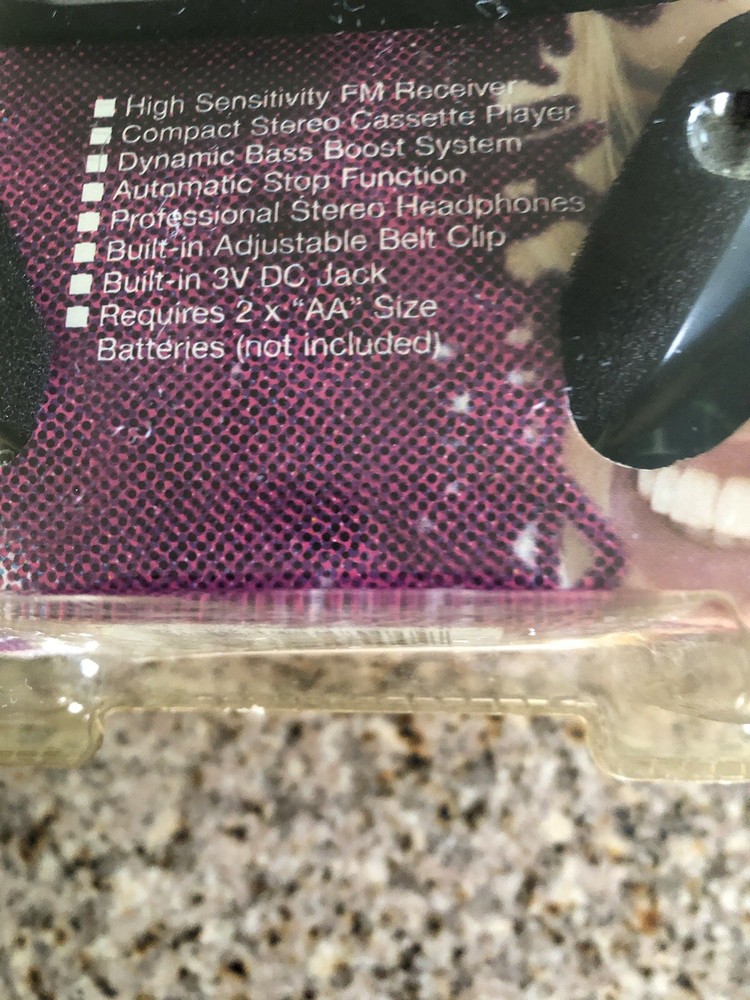 High Sensitivity FM Receiver
Compact Stereo Cassette Player
Dynamic Bass Boost System
Automatic Stop Function
Professional Stereo Headphones
Built-in Adjustable Belt Clip
Built-in 3V DC Jack
Requires 2 x “AA” Size
Batteries (not included)